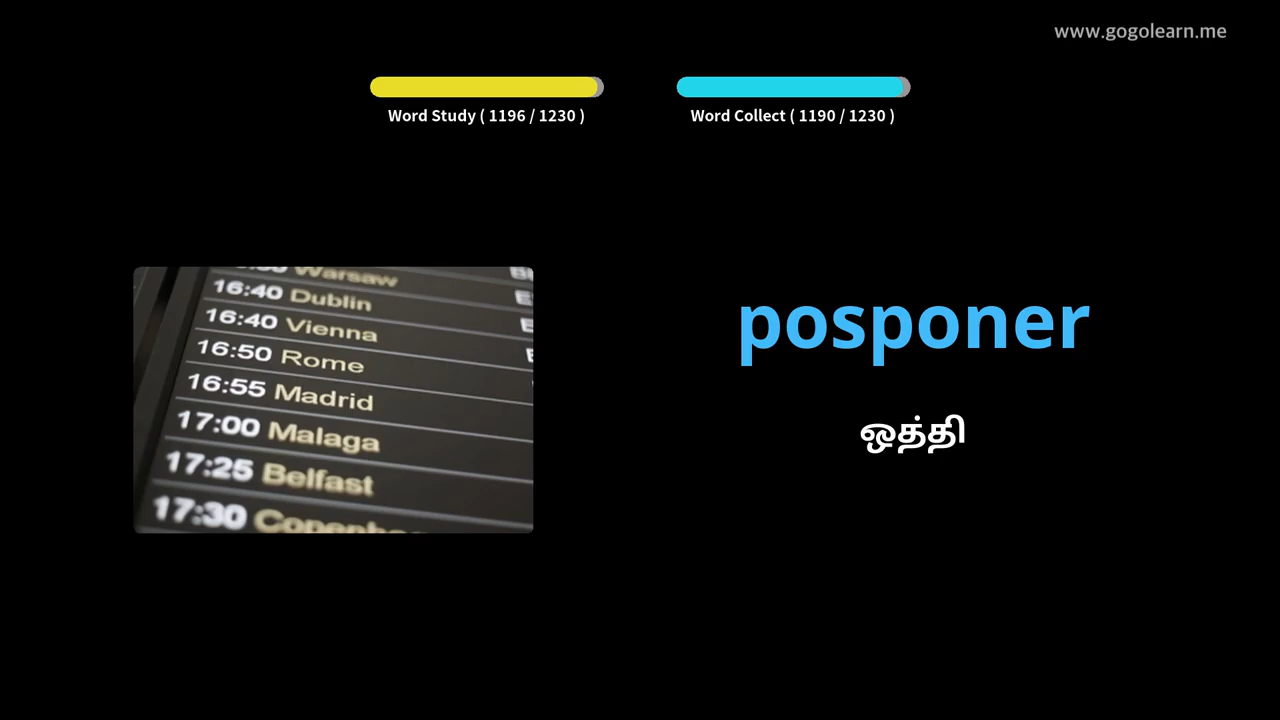 www.gogolearn.me
Word Study ( 1196 / 1230 )
Word Collect ( 1190 / 1230 )
Warsaw
16:40 Dublin
16:40 Vienna
16:50 Rome
16:55 Madrid
17:00 Malaga
17:25 Belfast
17:30
posponer
ஒத்தி